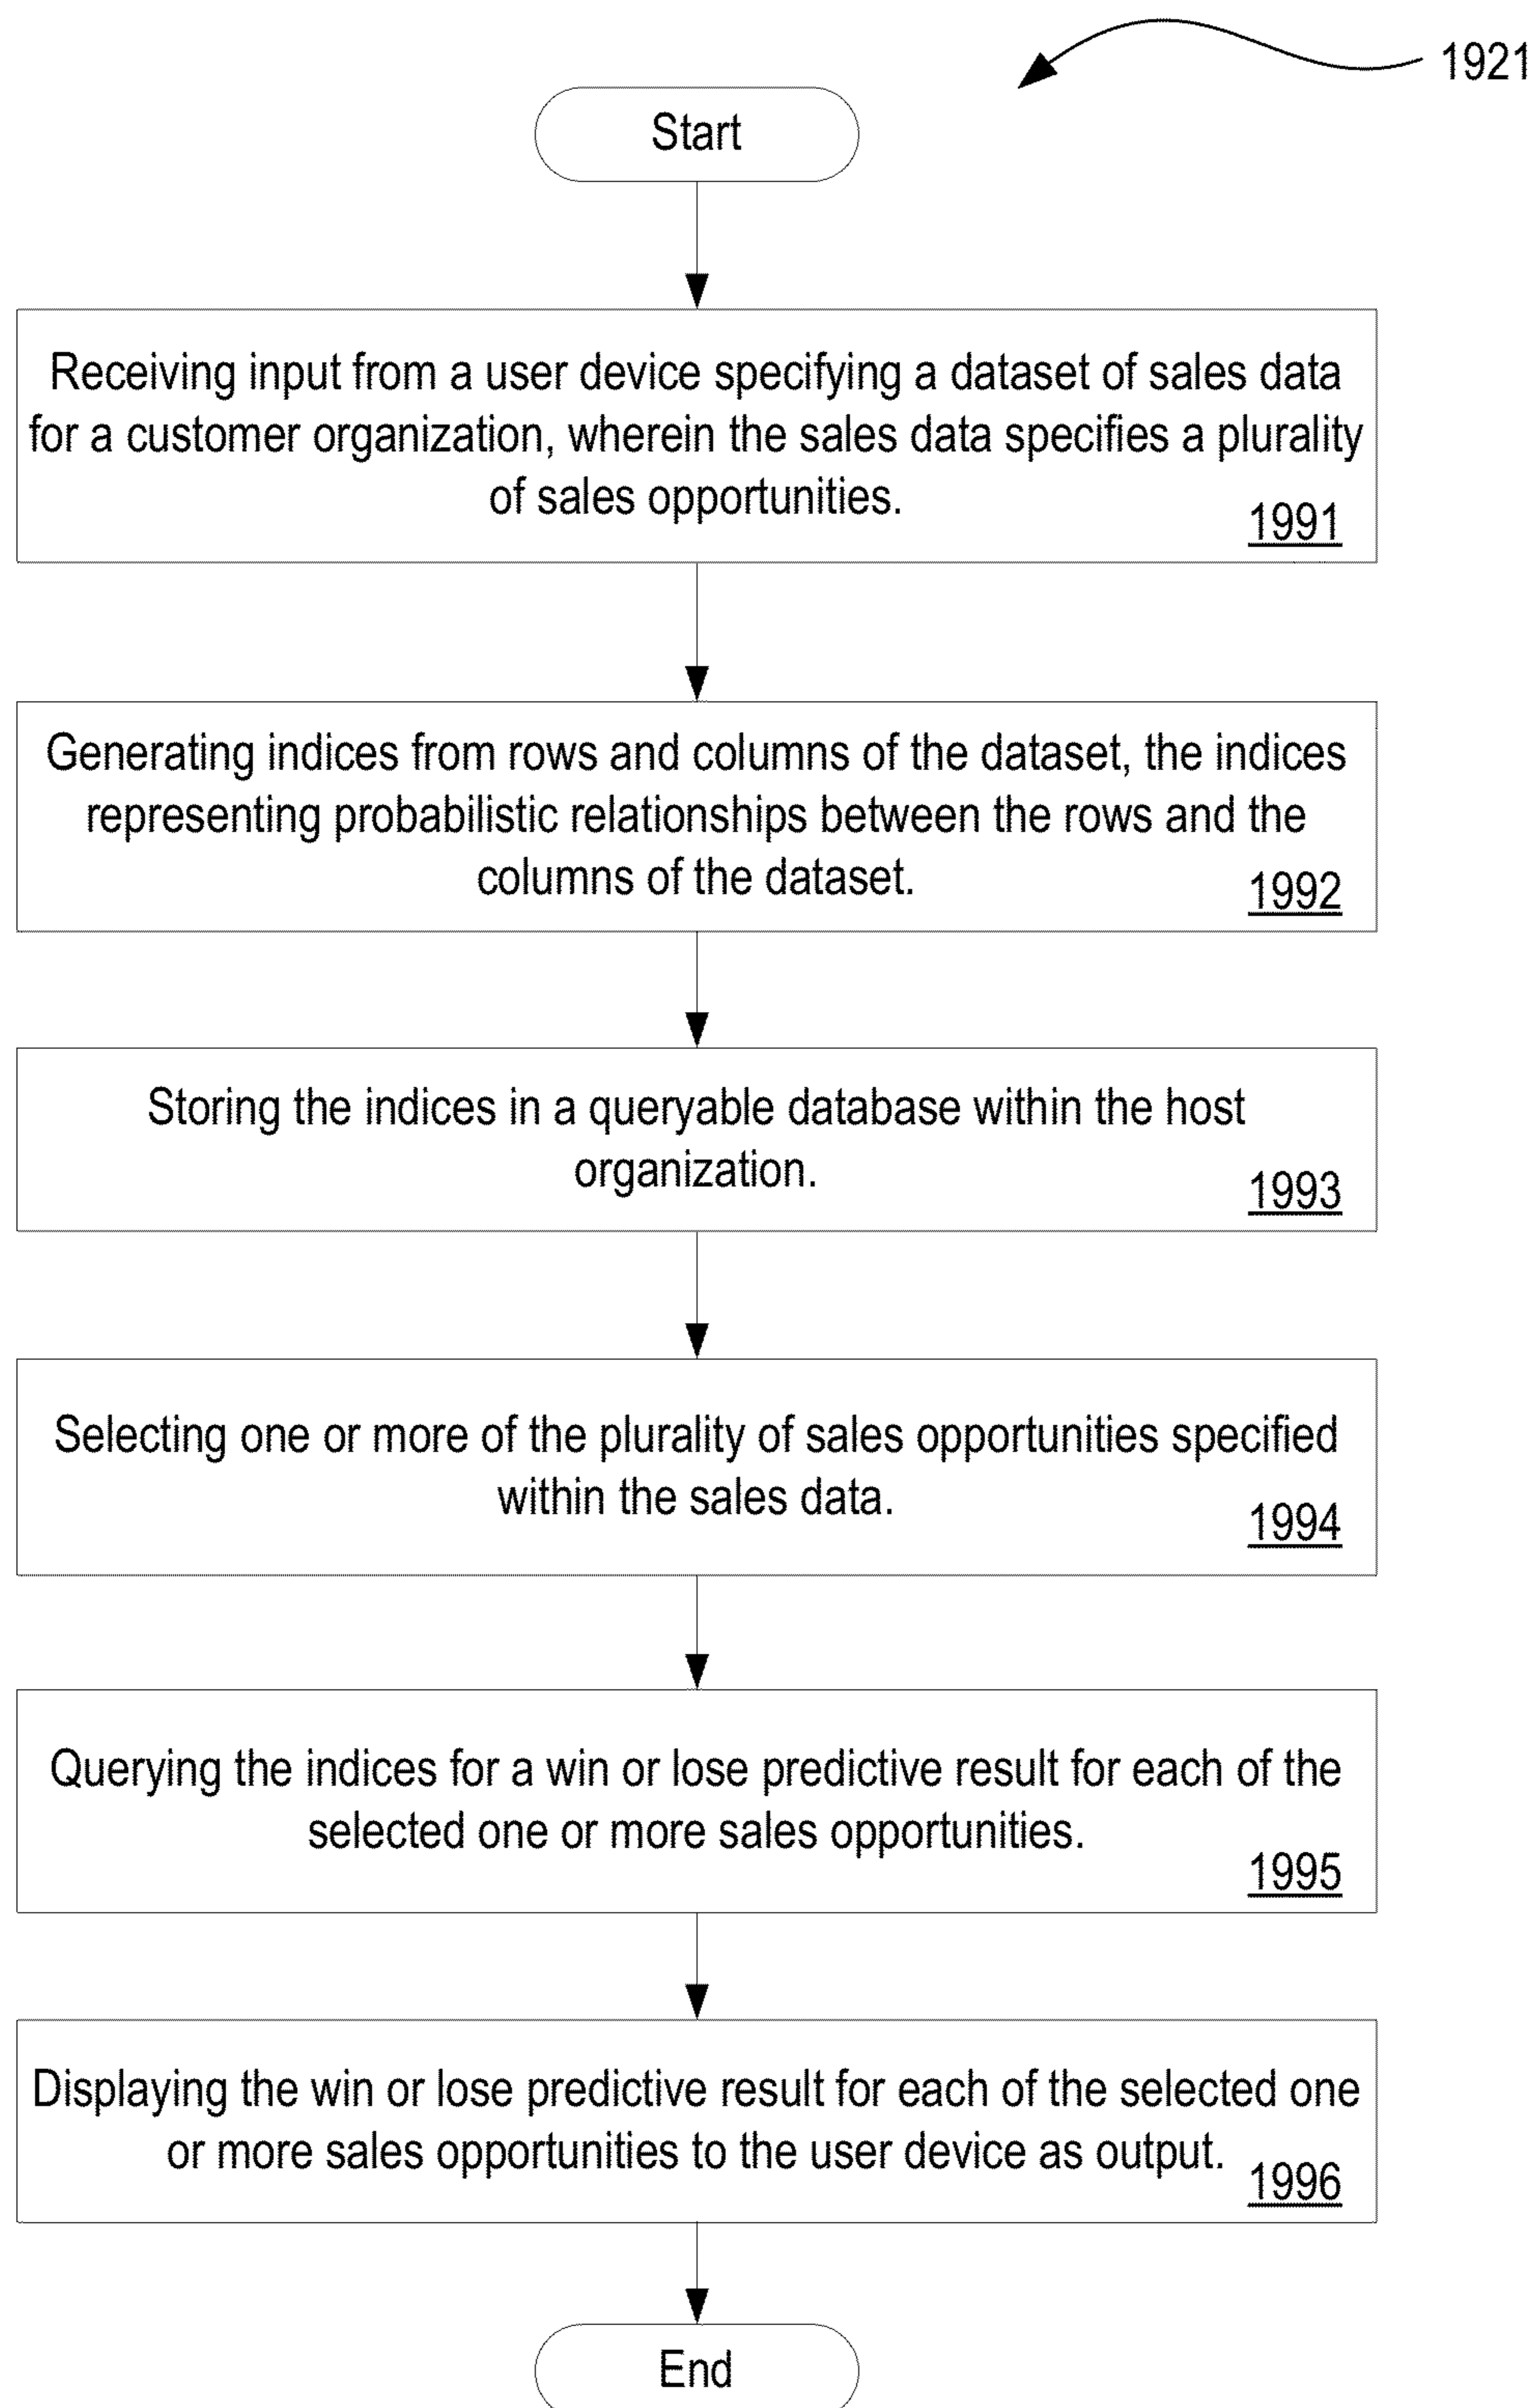 1921
Start
Receiving input from a user device specifying a dataset of sales data
for a customer organization, wherein the sales data specifies a plurality
of sales opportunities.
1991
Generating indices from rows and columns of the dataset, the indices
representing probabilistic relationships between the rows and the
columns of the dataset.
1992
Storing the indices in a queryable database within the host
organization.
1993
Selecting one or more of the plurality of sales opportunities specified
within the sales data.
1994
Querying the indices for a win or lose predictive result for each of the
selected one or more sales opportunities.
1995
Displaying the win or lose predictive result for each of the selected one
or more sales opportunities to the user device as output.
1996
End